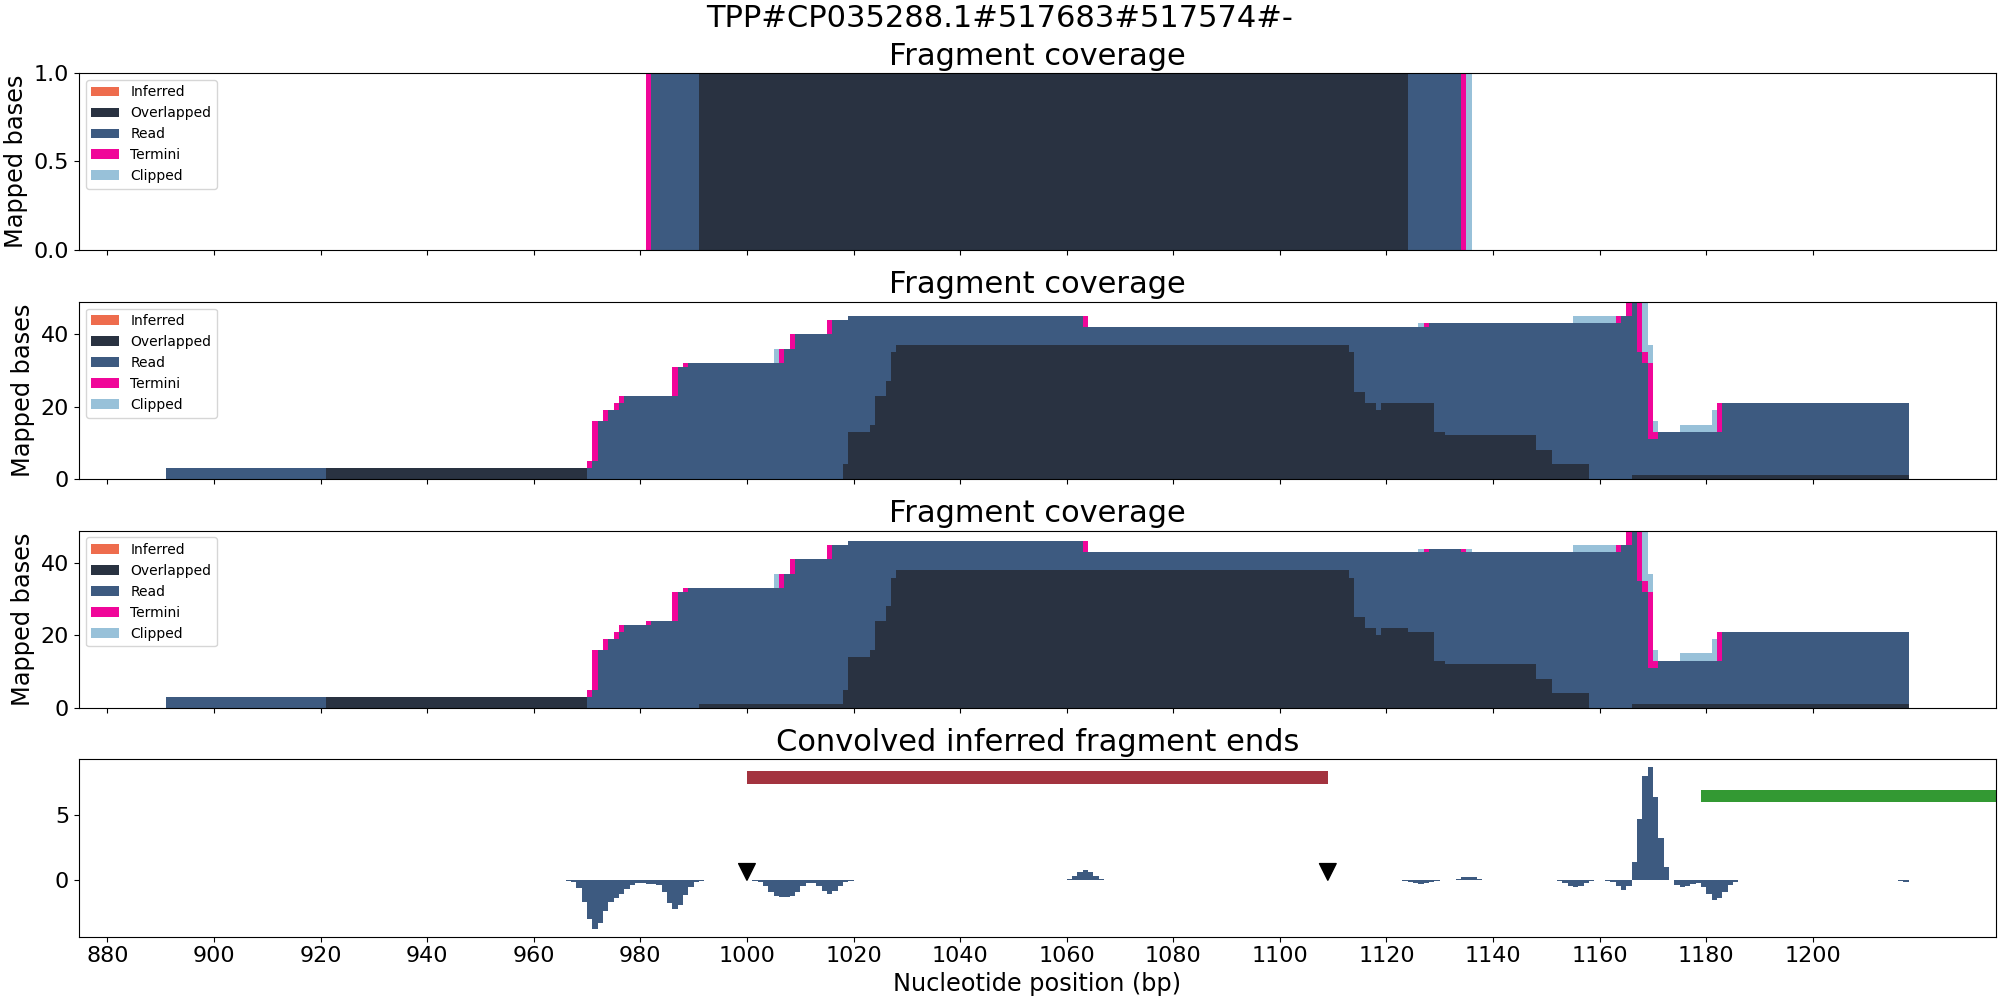 TPP#CP035288.1#517683#517574#-
Fragment coverage
Mapped bases
1.0
0.5
0.0
Inferred
Overlapped
Read
Termini
Clipped
Fragment coverage
Mapped bases
40
20
0
Inferred
Overlapped
Read
Termini
Clipped
Fragment coverage
Mapped bases
40
20
0
Inferred
Overlapped
Read
Termini
Clipped
Convolved inferred fragment ends
5
0
880 900 920 940 960 980 1000 1020 1040 1060 1080 1100 1120 1140 1160 1180 1200
Nucleotide position (bp)